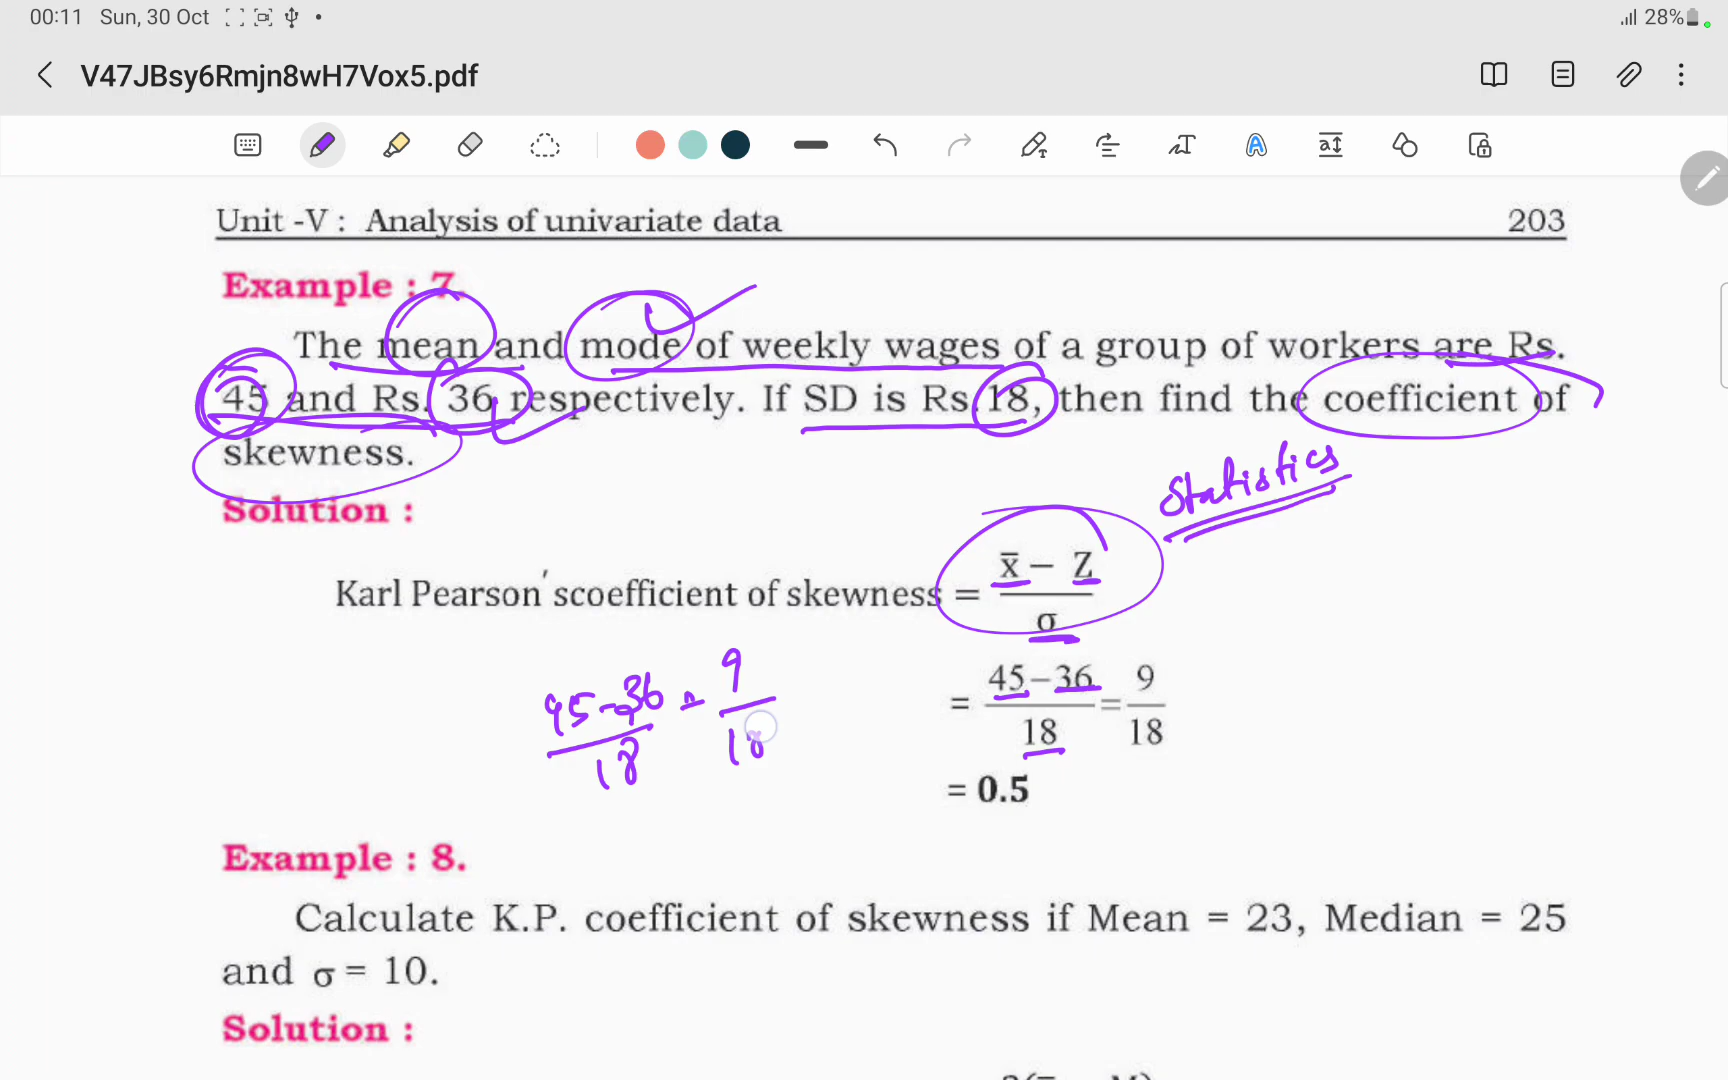 00:11 Sun, 30 Oct
28%
V47JBsy6Rmjn8wH7Vox5.pdf
Unit -V : Analysis of univariate data 203
Example : 7.
The mean and mode of weekly wages of a group of workers are Rs.
45 and Rs. 36 respectively. If SD is Rs.18, then find the coefficient of
skewness.
Statistics
Solution :
Karl Pearson'scoefficient of skewness = x̄ − Z / σ
45-36 / 18 = 9 / 18
= 45−36 / 18 = 9 / 18
= 0.5
Example : 8.
Calculate K.P. coefficient of skewness if Mean = 23, Median = 25
and σ = 10.
Solution :